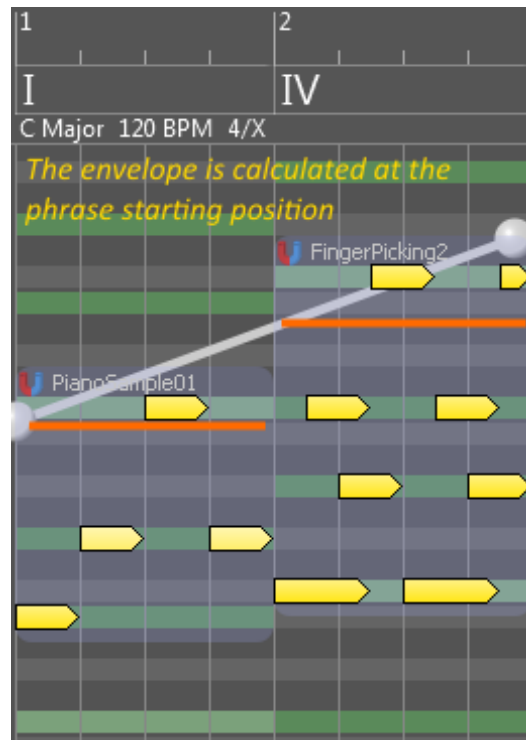 1 2
I IV
C Major 120 BPM 4/X
The envelope is calculated at the
phrase starting position
FingerPicking2
PianoSample01